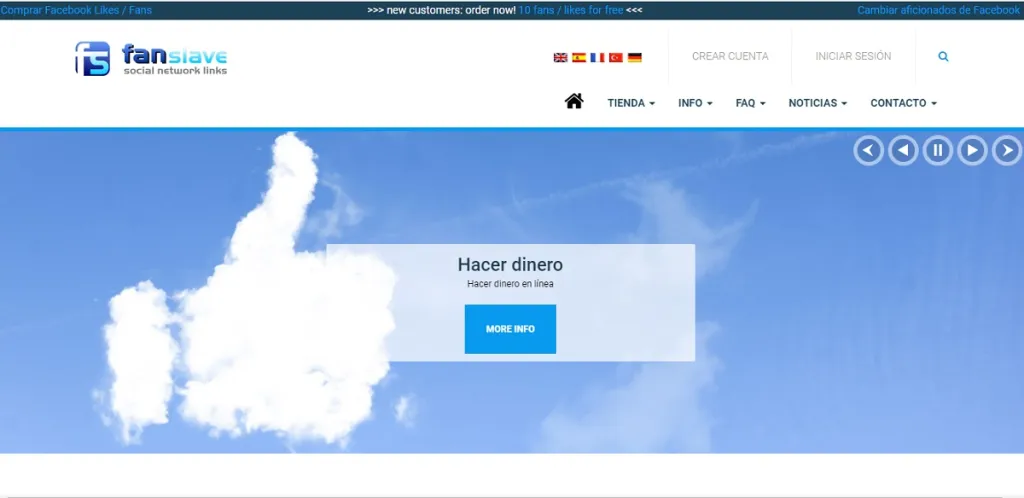 Comprar Facebook Likes / Fans >>> new customers: order now! 10 fans / likes for free <<< Cambiar aficionados de Facebook
fs fanslave
social network links
CREAR CUENTA INICIAR SESIÓN
TIENDA INFO FAQ NOTICIAS CONTACTO
Hacer dinero
Hacer dinero en línea
MORE INFO